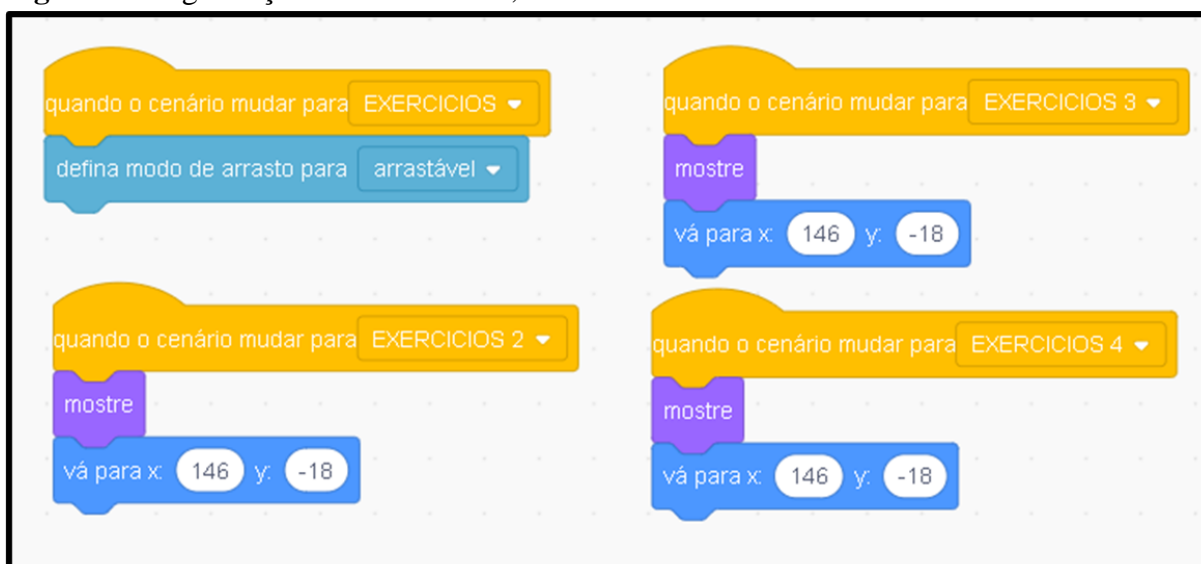 quando o cenário mudar para EXERCICIOS
defina modo de arrasto para arrastável
quando o cenário mudar para EXERCICIOS 2
mostre
vá para x: 146 y: -18
quando o cenário mudar para EXERCICIOS 3
mostre
vá para x: 146 y: -18
quando o cenário mudar para EXERCICIOS 4
mostre
vá para x: 146 y: -18